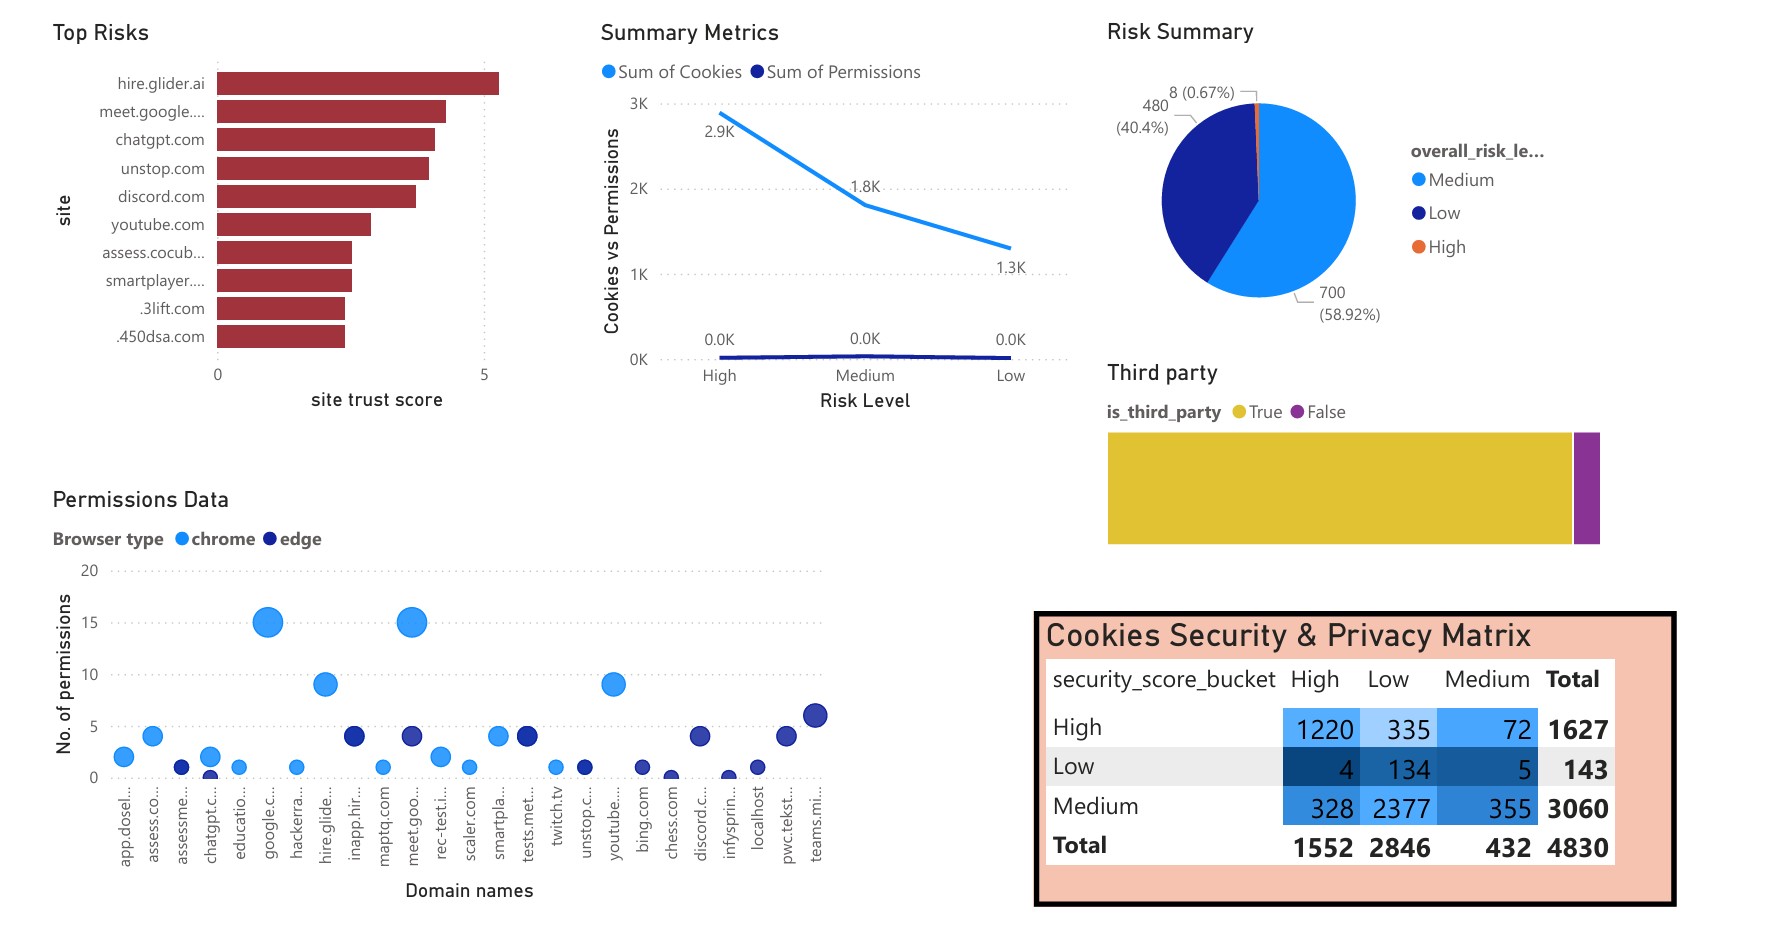 Top Risks
site
hire.glider.ai
meet.google....
chatgpt.com
unstop.com
discord.com
youtube.com
assess.cocub...
smartplayer....
.3lift.com
.450dsa.com
0 5
site trust score
Summary Metrics
Sum of Cookies Sum of Permissions
Cookies vs Permissions
3K
2K
1K
0K
2.9K
1.8K
1.3K
0.0K 0.0K 0.0K
High Medium Low
Risk Level
Risk Summary
8 (0.67%)
480
(40.4%)
700
(58.92%)
overall_risk_le...
Medium
Low
High
Third party
is_third_party True False
Permissions Data
Browser type chrome edge
No. of permissions
20
15
10
5
0
app.dosel...
assess.co...
assessme...
chatgpt.c...
educatio...
google.c...
hackerra...
hire.glide...
inapp.hir...
maptq.com
meet.goo...
rec-test.i...
scaler.com
smartpla...
tests.met...
twitch.tv
unstop.c...
youtube...
bing.com
chess.com
discord.c...
infysprin...
localhost
pwc.tekst...
teams.mi...
Domain names
Cookies Security & Privacy Matrix
security_score_bucket High Low Medium Total
High 1220 335 72 1627
Low 4 134 5 143
Medium 328 2377 355 3060
Total 1552 2846 432 4830